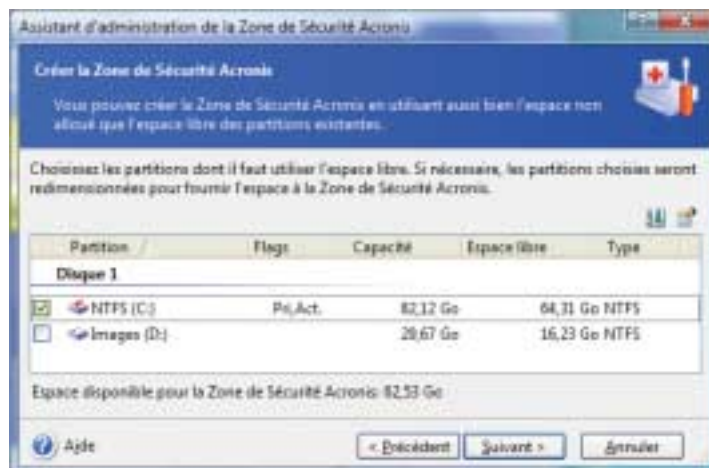 Assistant d'administration de la Zone de Sécurité Acronis
Créer la Zone de Sécurité Acronis
Vous pouvez créer la Zone de Sécurité Acronis en utilisant aussi bien l'espace non
alloué que l'espace libre des partitions existantes.
Choisissez les partitions dont il faut utiliser l'espace libre. Si nécessaire, les partitions choisies seront
redimensionnées pour fournir l'espace à la Zone de Sécurité Acronis.
Partition Flags Capacité Espace libre Type
Disque 1
NTFS (C:) Pri,Act. 82,12 Go 64,31 Go NTFS
Images (D:) 28,67 Go 16,23 Go NTFS
Espace disponible pour la Zone de Sécurité Acronis: 62,53 Go
Aide < Précédent Suivant > Annuler